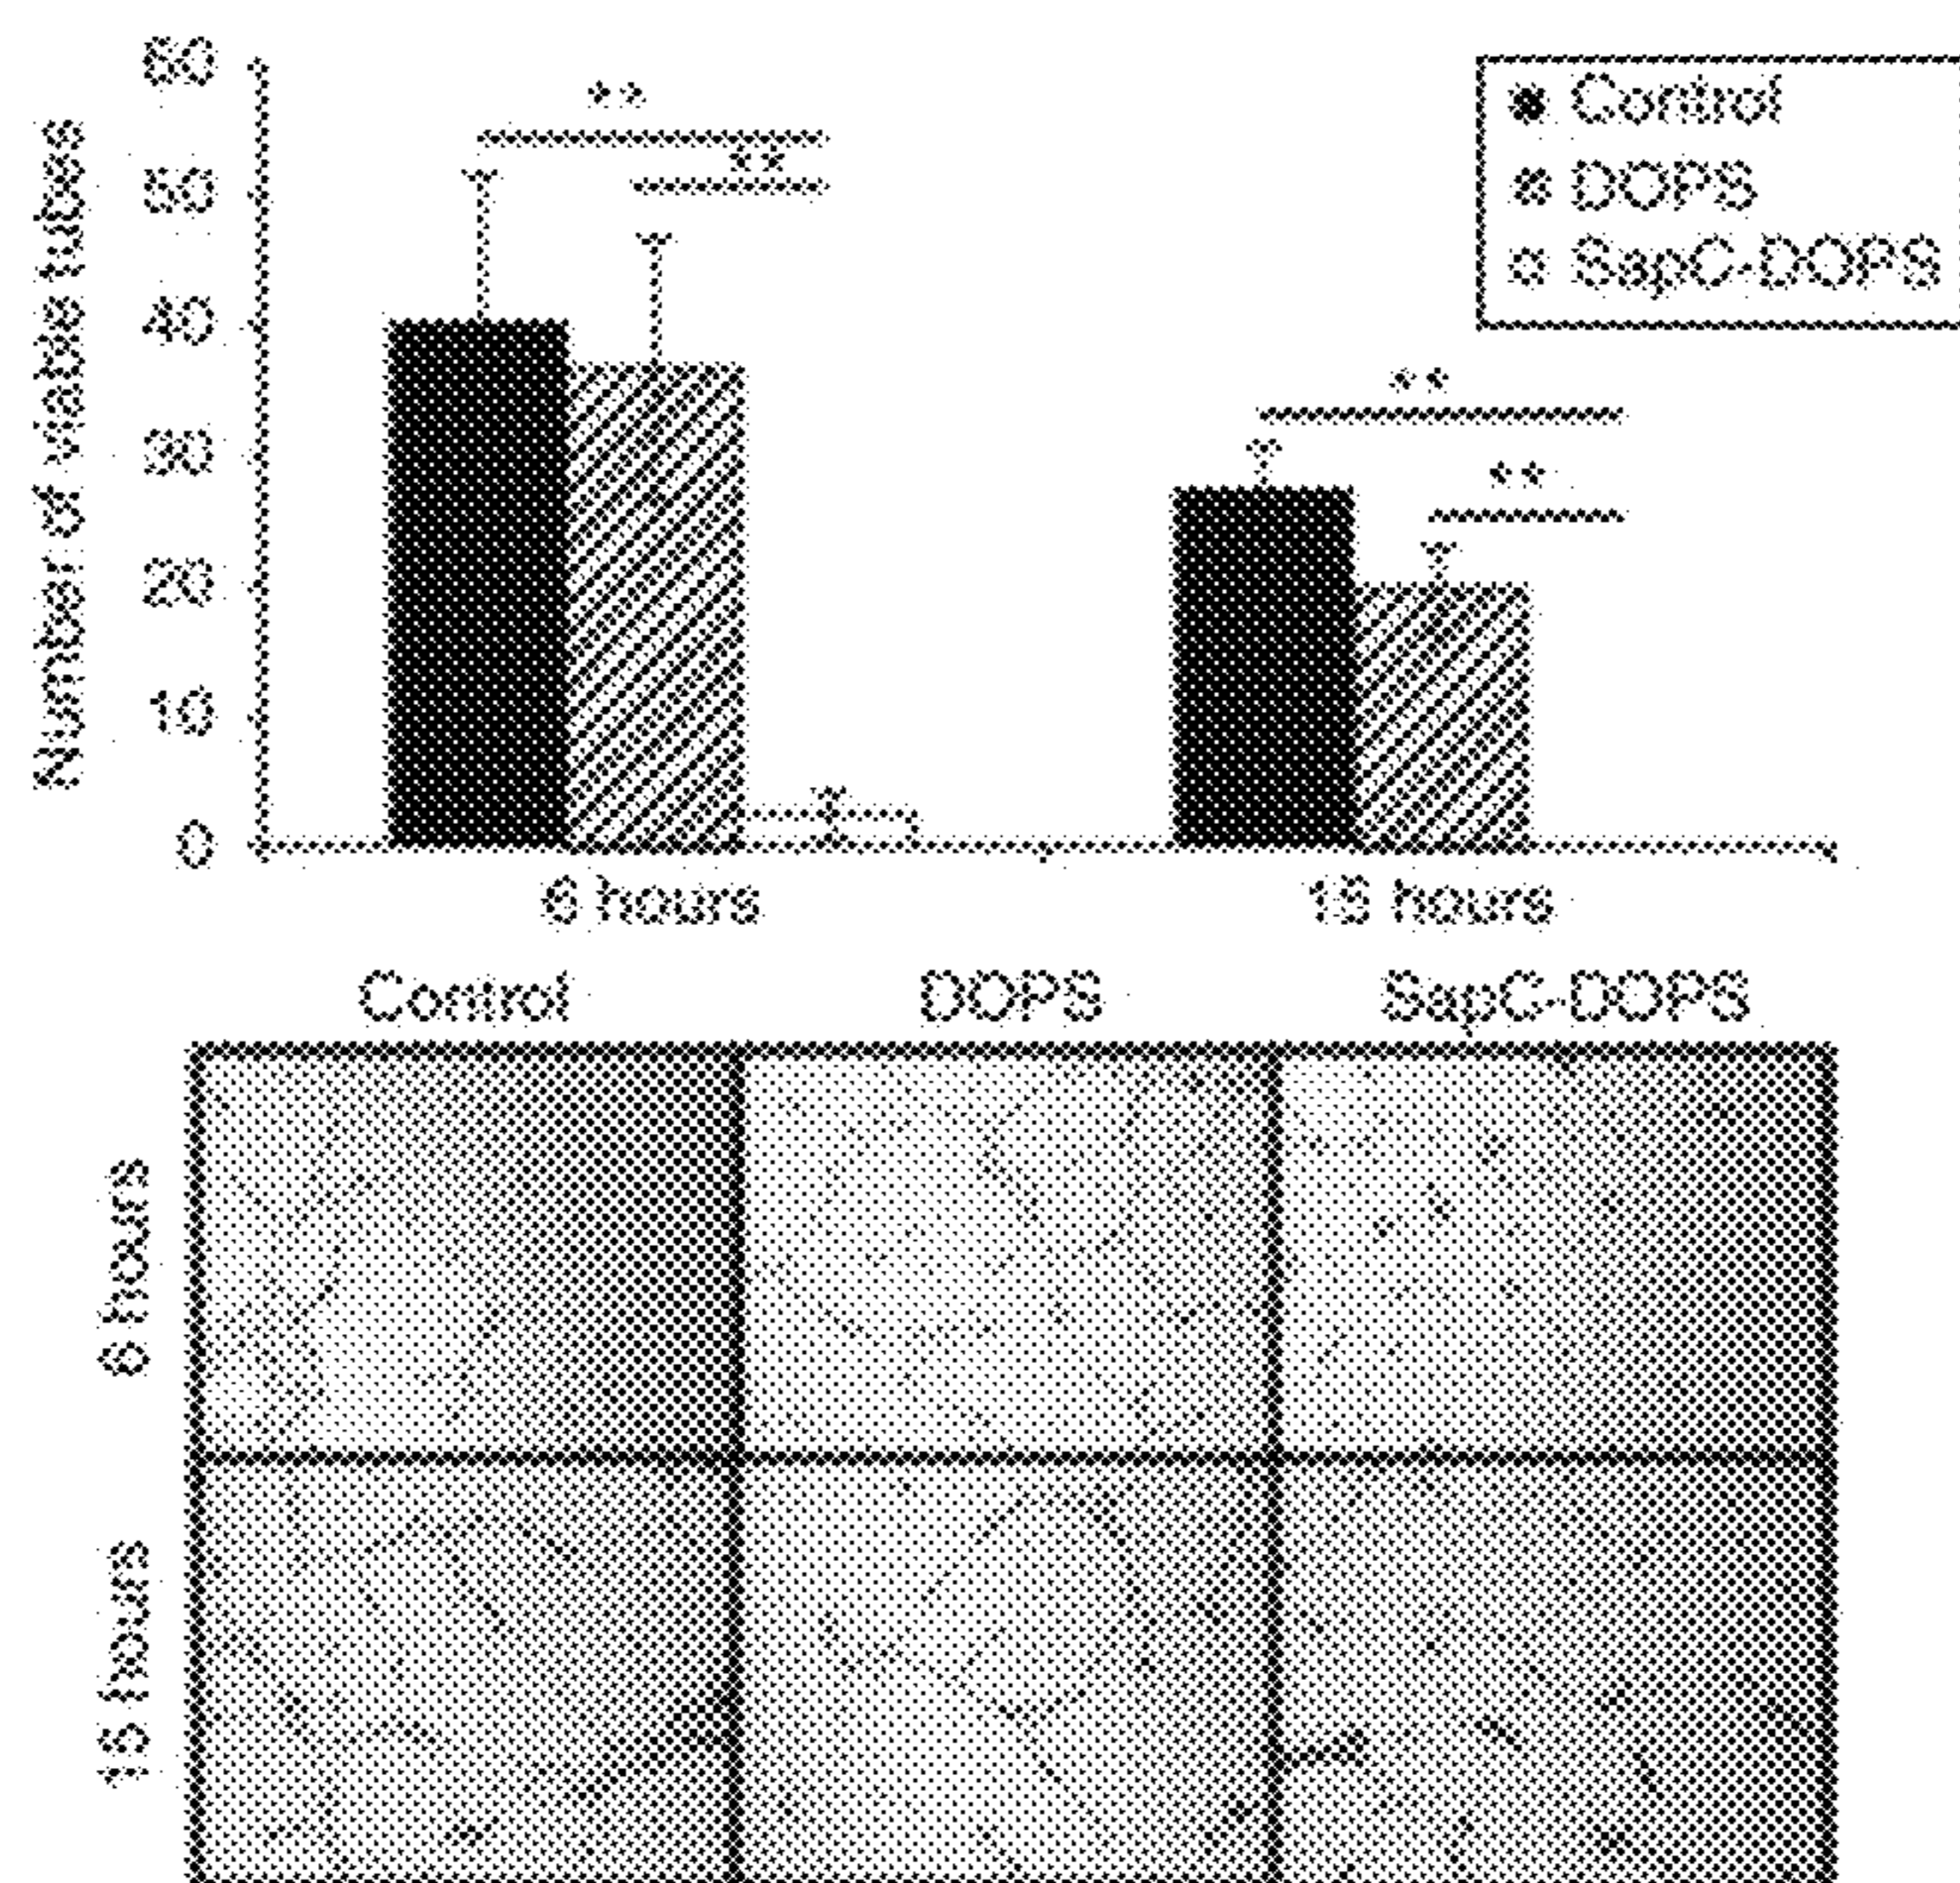 Number of viable tubes
60
50
40
30
20
10
0
**
**
**
**
Control
DOPS
SapC-DOPS
6 hours
15 hours
Control
DOPS
SapC-DOPS
6 hours
15 hours